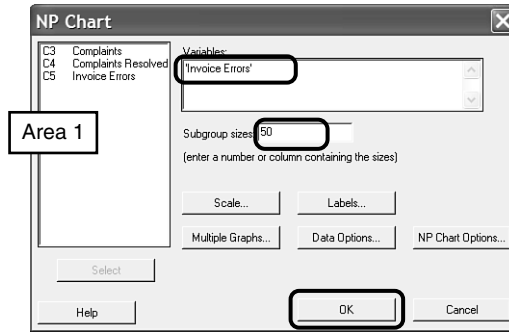 NP Chart
C3 Complaints
C4 Complaints Resolved
C5 Invoice Errors
Area 1
Variables:
'Invoice Errors'
Subgroup sizes: 50
(enter a number or column containing the sizes)
Scale...
Labels...
Multiple Graphs...
Data Options...
NP Chart Options...
Select
Help
OK
Cancel